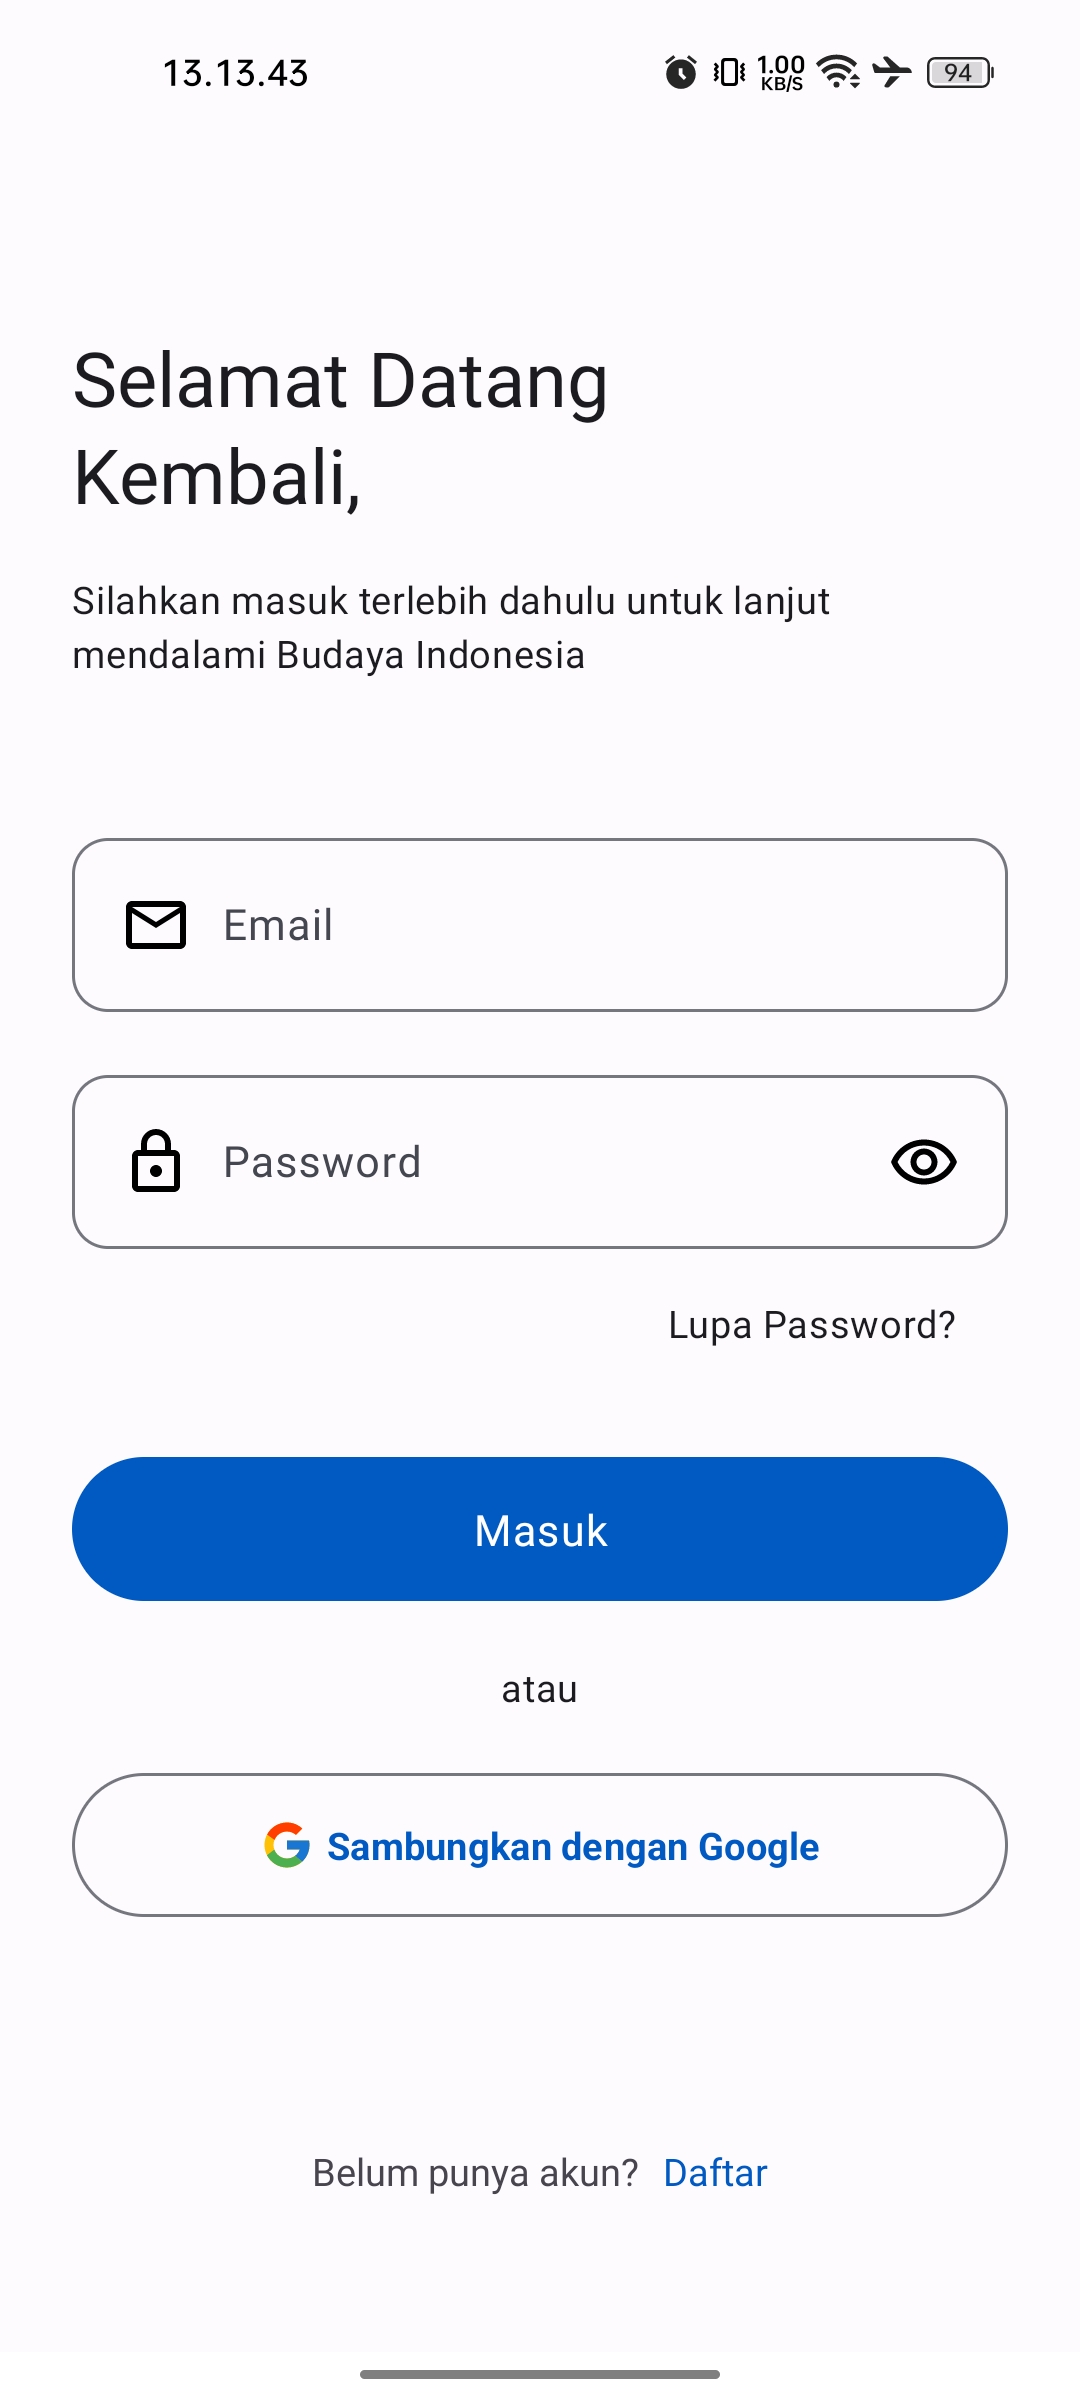 13.13.43
1.00
KB/S
94
Selamat Datang
Kembali,
Silahkan masuk terlebih dahulu untuk lanjut
mendalami Budaya Indonesia
Email
Password
Lupa Password?
Masuk
atau
Sambungkan dengan Google
Belum punya akun? Daftar